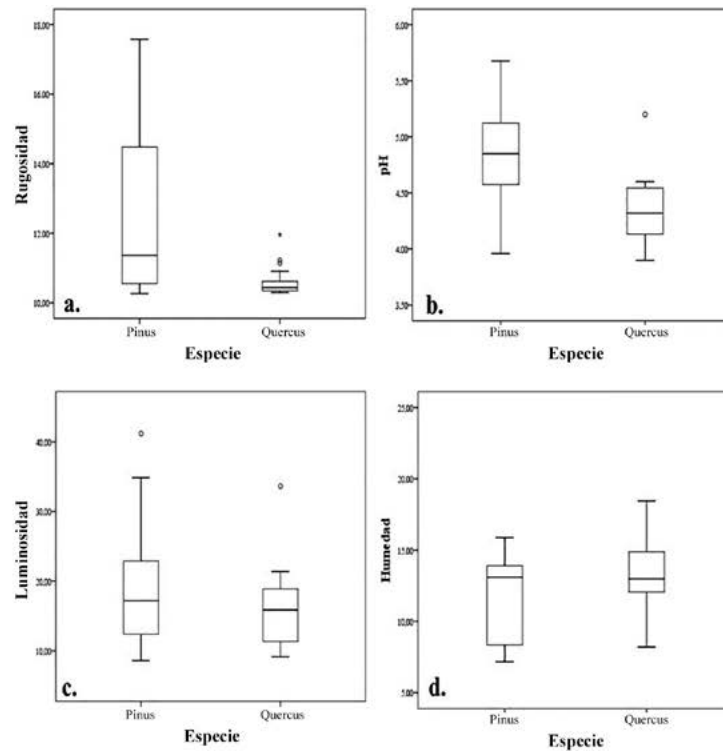 a.
Rugosidad
18.00
16.00
14.00
12.00
10.00
Pinus Quercus
Especie
b.
pH
6.00
5.50
5.00
4.50
4.00
3.50
Pinus Quercus
Especie
c.
Luminosidad
40.00
30.00
20.00
10.00
Pinus Quercus
Especie
d.
Humedad
25.00
20.00
15.00
10.00
5.00
Pinus Quercus
Especie